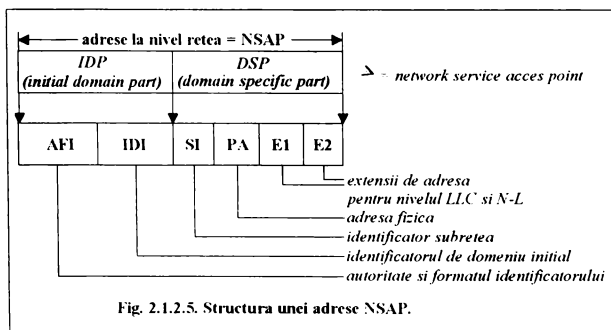 adrese la nivel retea = NSAP
IDP
(initial domain part)
DSP
(domain specific part)
= network service acces point
AFI IDI SI PA E1 E2
extensii de adresa
pentru nivelul LLC si N-L
adresa fizica
identificator subretea
identificatorul de domeniu initial
autoritate si formatul identificatorului
Fig. 2.1.2.5. Structura unei adrese NSAP.